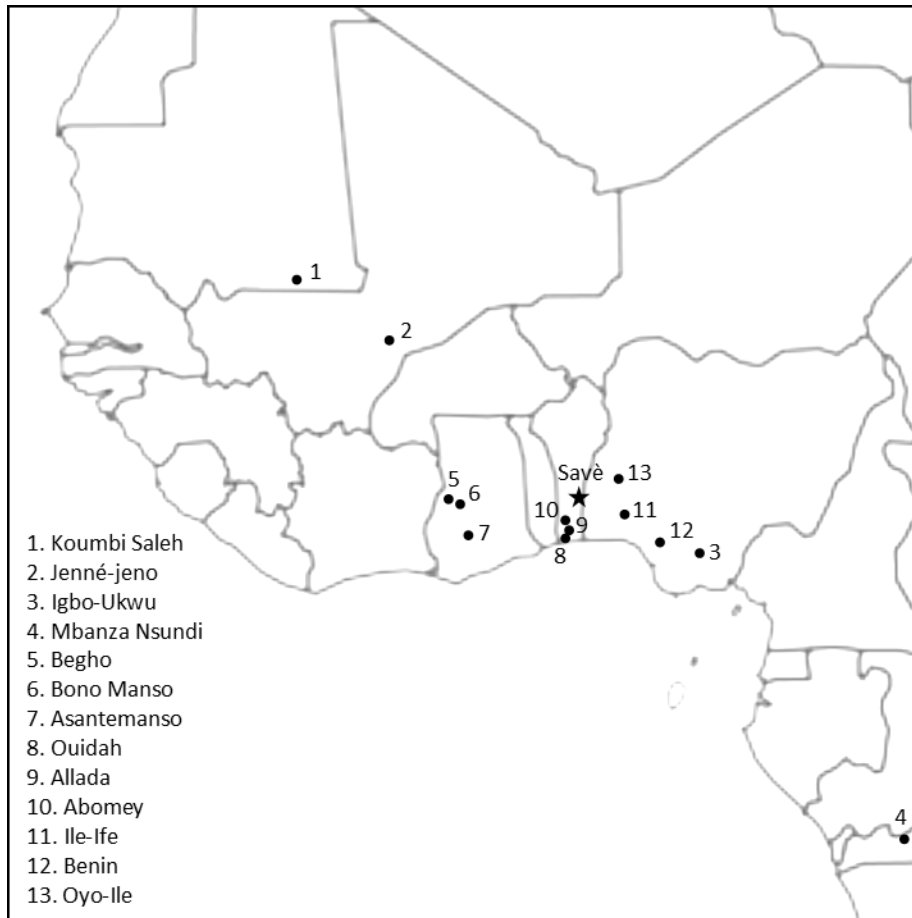 1
2
5
6
7
Savè
13
10
9
11
8
12
3
4
1. Koumbi Saleh
2. Jenné-jeno
3. Igbo-Ukwu
4. Mbanza Nsundi
5. Begho
6. Bono Manso
7. Asantemanso
8. Ouidah
9. Allada
10. Abomey
11. Ile-Ife
12. Benin
13. Oyo-Ile